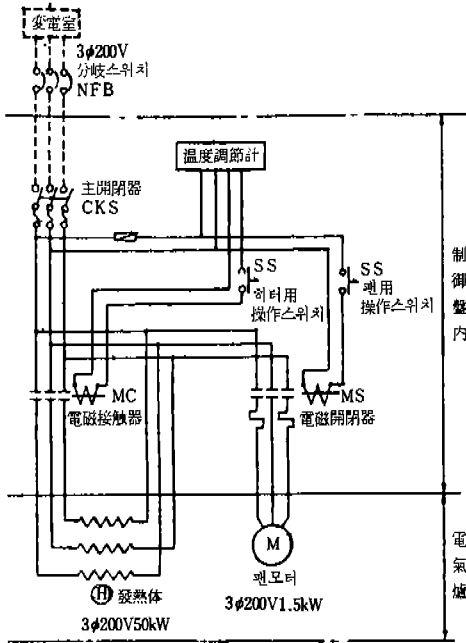 変電室
3φ200V
分岐스위치
NFB
温度調節計
主開閉器
CKS
SS
히터用
操作스위치
SS
팬用
操作스위치
制御盤内
MC
電磁接触器
MS
電磁開閉器
M
팬모터
3φ200V1.5kW
電氣爐
H 發熱体
3φ200V50kW